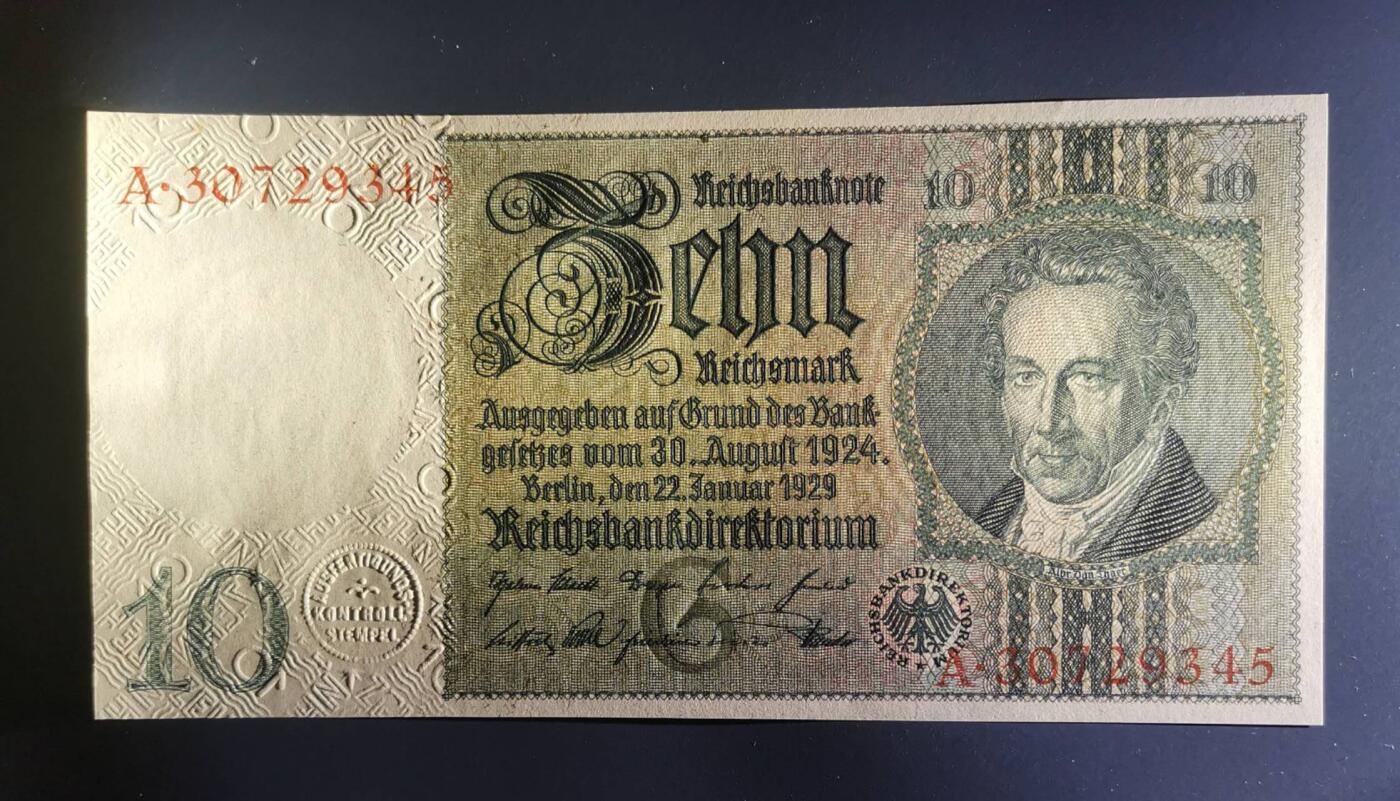 A·30729345
Reichsbanknote
10
10
Zehn
Reichsmark
Ausgegeben auf Grund des Bank-
gesetzes vom 30. August 1924.
Berlin, den 22. Januar 1929
Reichsbankdirektorium
G
10
AUSFERTIGUNGS-
KONTROLL
STEMPEL
REICHSBANKDIREKTORIUM
A·30729345